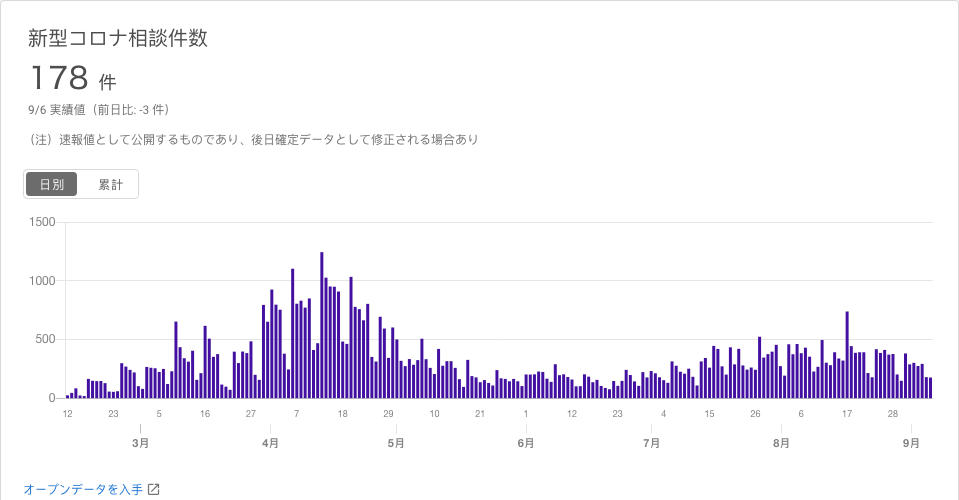 新型コロナ相談件数
178 件
9/6 実績値（前日比: -3 件）
（注）速報値として公開するものであり、後日確定データとして修正される場合あり
日別 累計
1500
1000
500
0
12 23 5 16 27 7 18 29 10 21 1 12 23 4 15 26 6 17 28
3月 4月 5月 6月 7月 8月 9月
オープンデータを入手